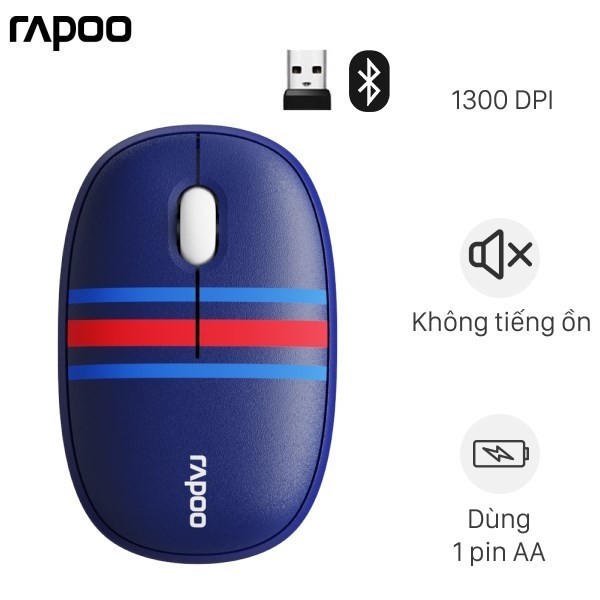 rapoo
1300 DPI
Không tiếng ồn
rapoo
Dùng
1 pin AA